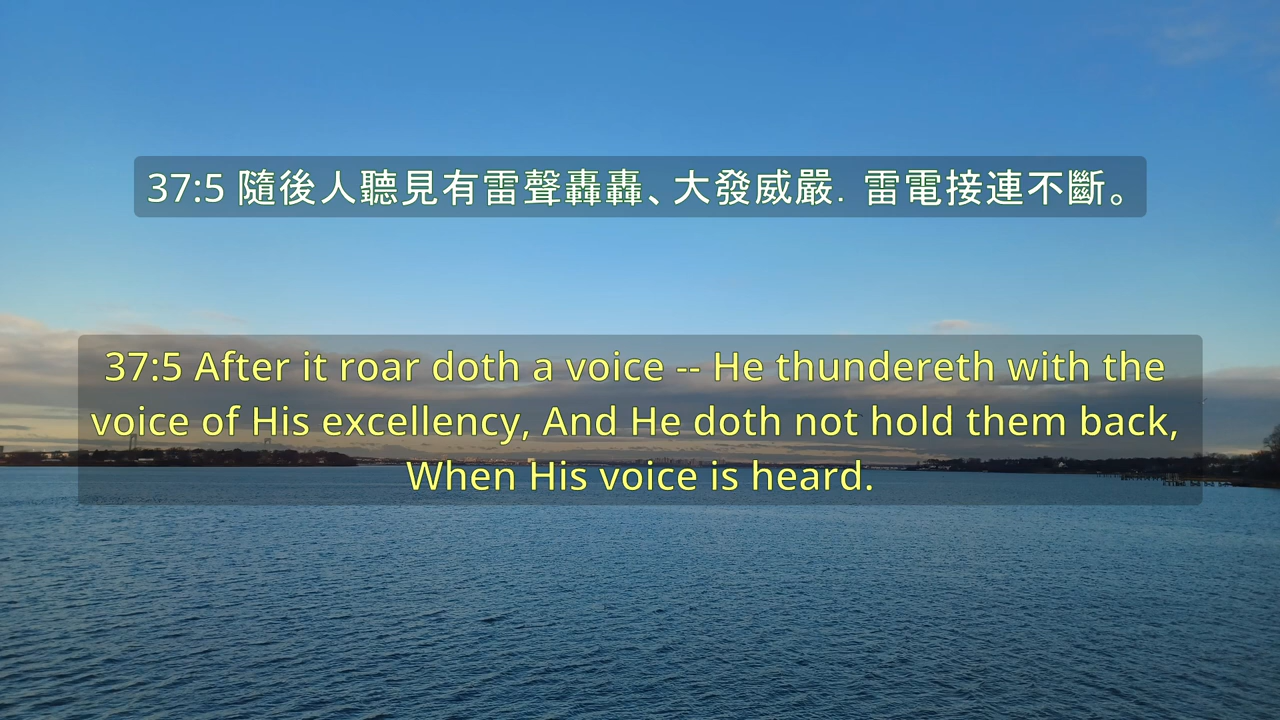 37:5 隨後人聽見有雷聲轟轟、大發威嚴. 雷電接連不斷。
37:5 After it roar doth a voice -- He thundereth with the
voice of His excellency, And He doth not hold them back,
When His voice is heard.